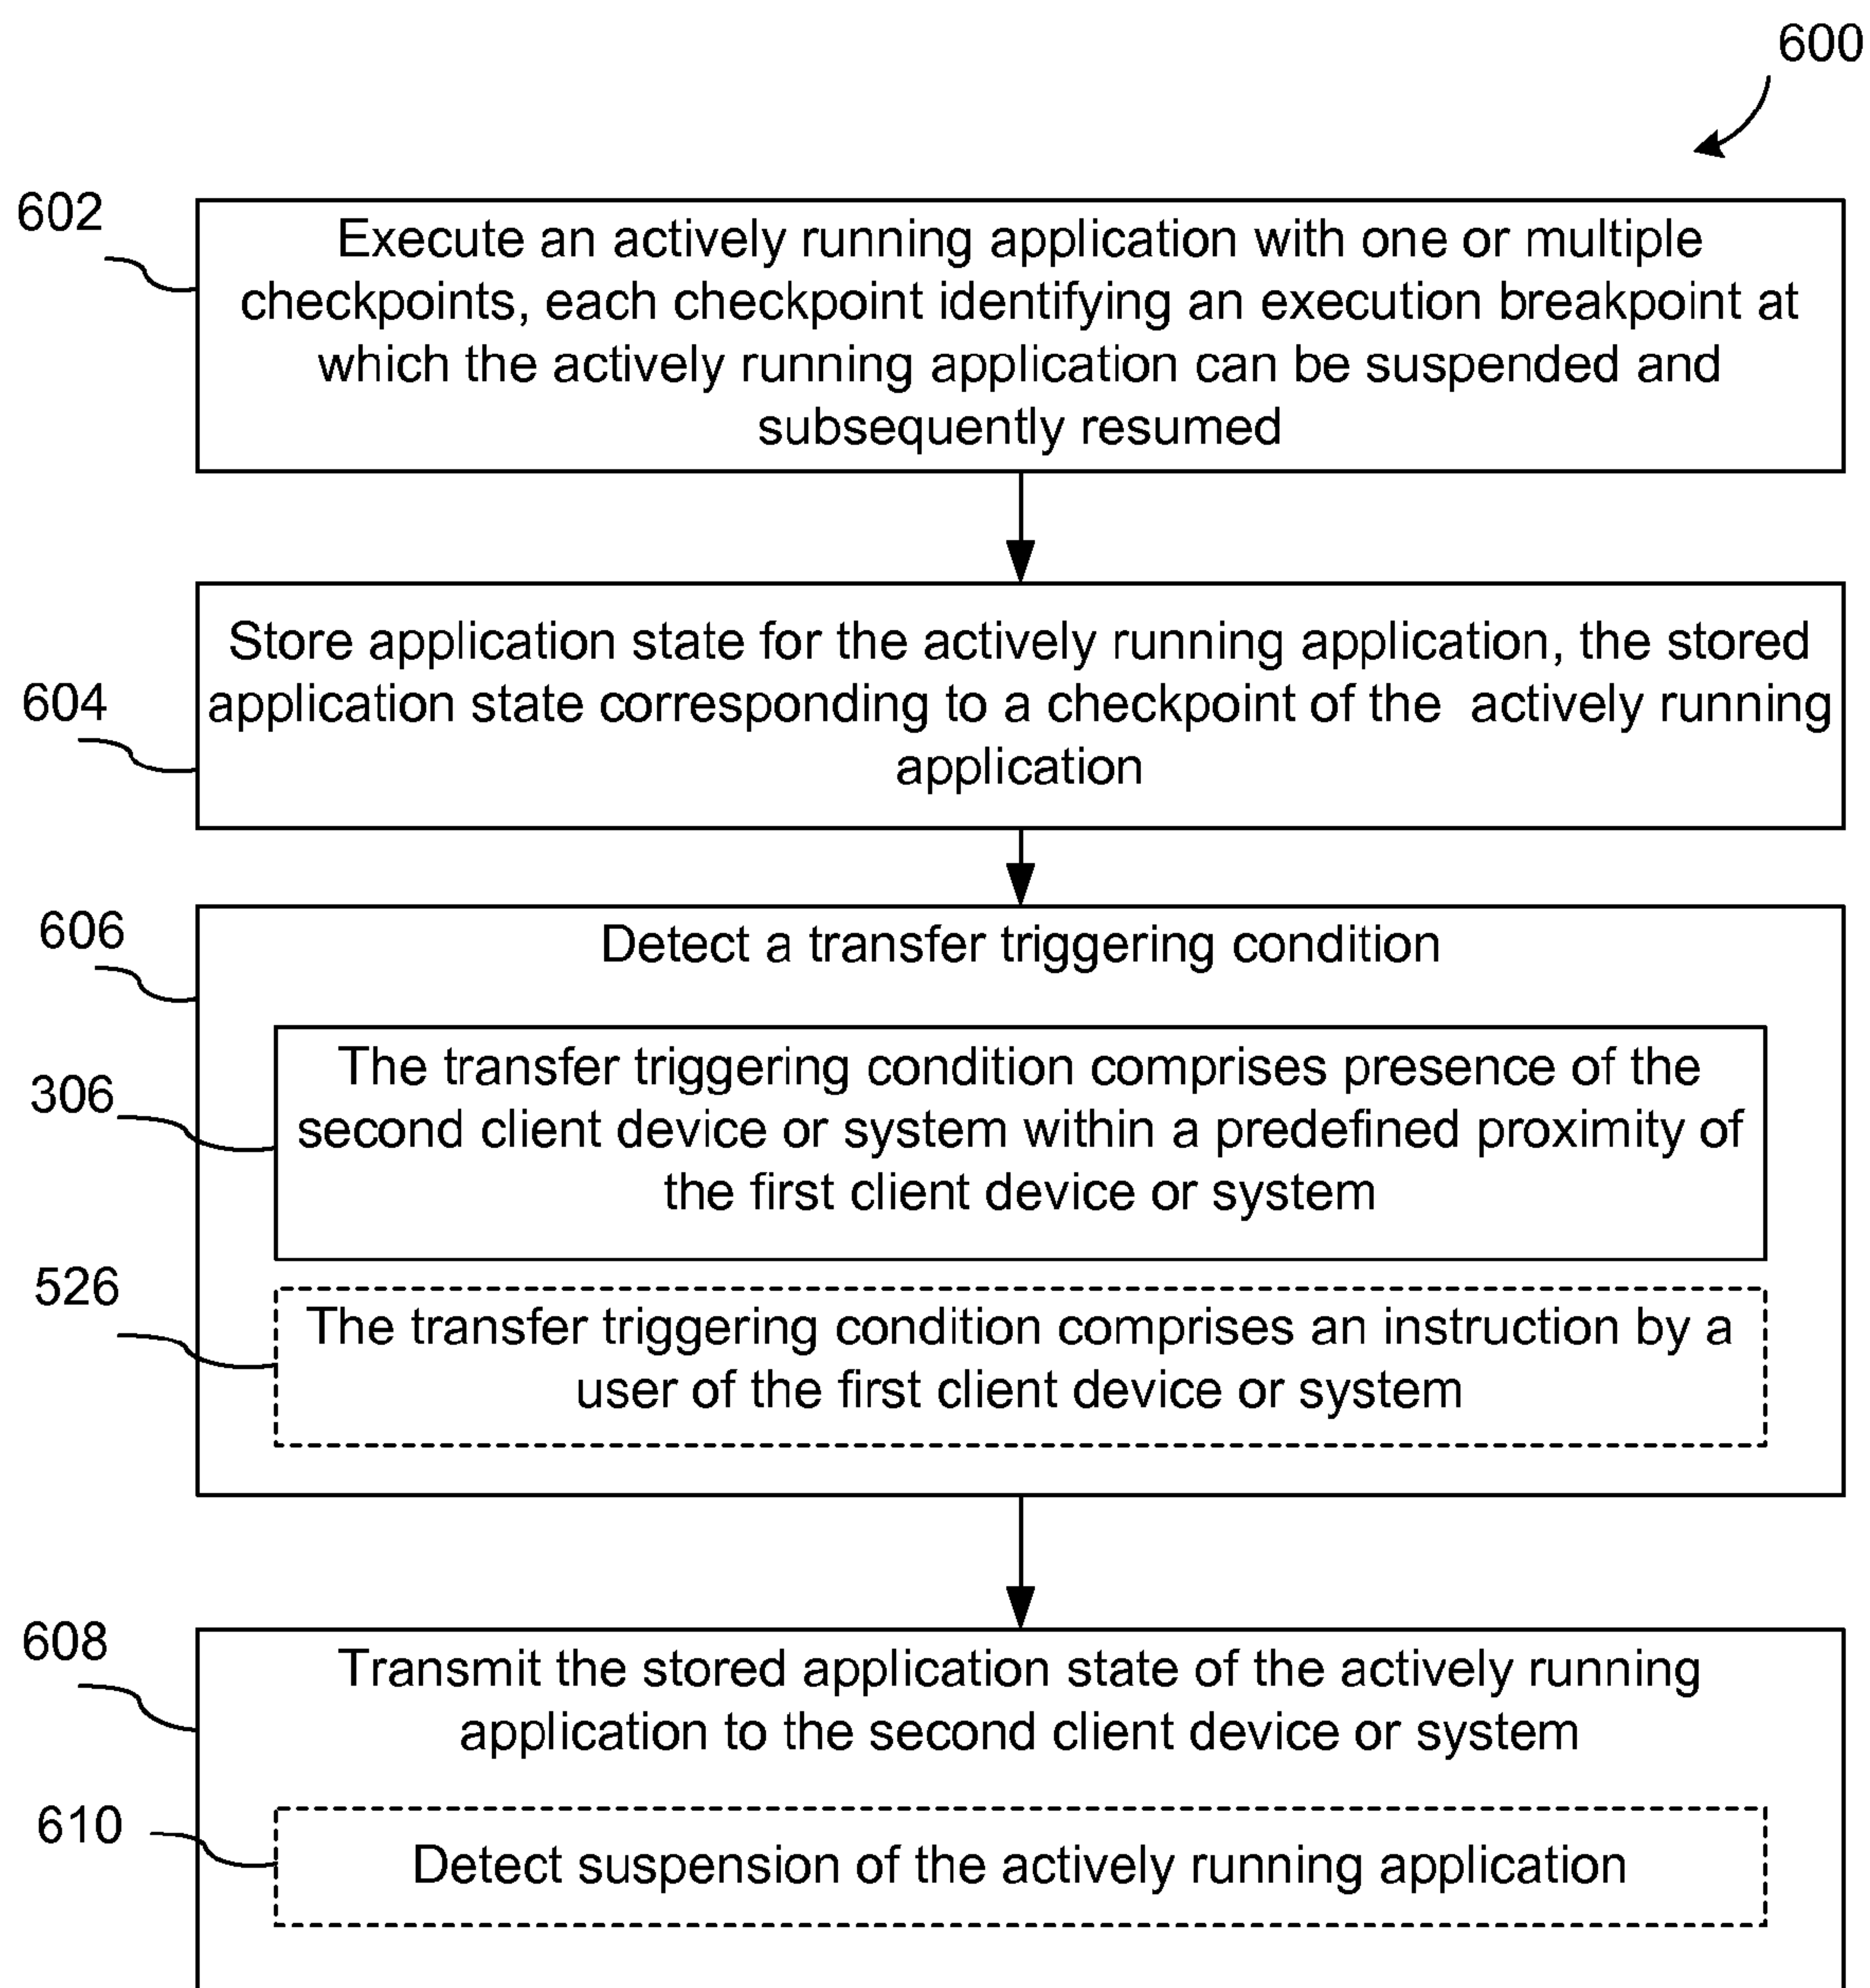 600
602
Execute an actively running application with one or multiple
checkpoints, each checkpoint identifying an execution breakpoint at
which the actively running application can be suspended and
subsequently resumed
604
Store application state for the actively running application, the stored
application state corresponding to a checkpoint of the actively running
application
606
Detect a transfer triggering condition
306
The transfer triggering condition comprises presence of the
second client device or system within a predefined proximity of
the first client device or system
526
The transfer triggering condition comprises an instruction by a
user of the first client device or system
608
Transmit the stored application state of the actively running
application to the second client device or system
610
Detect suspension of the actively running application